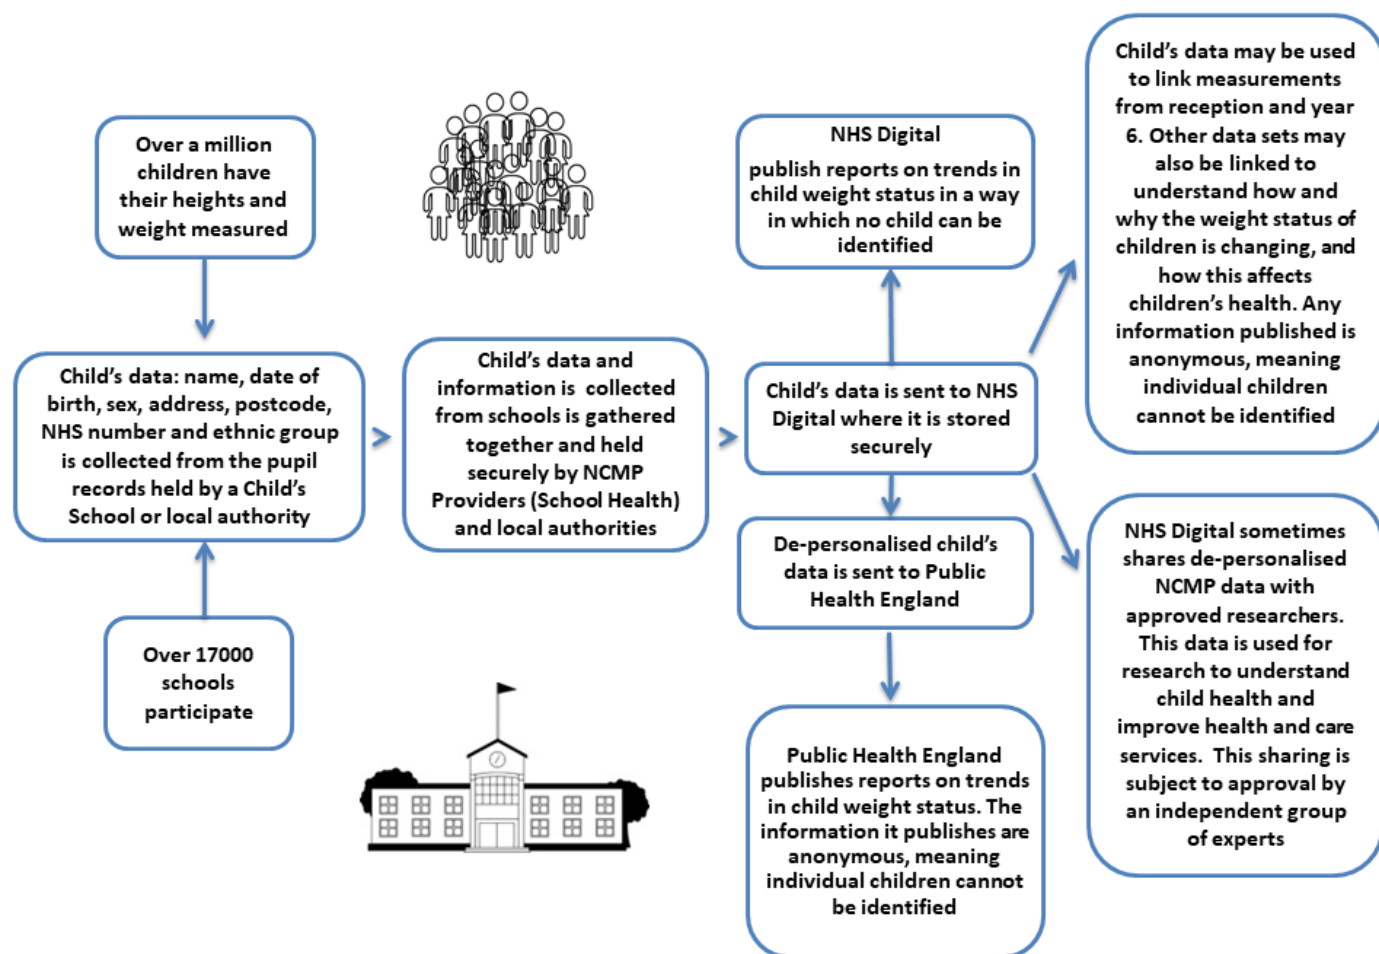 Over a million
children have
their heights and
weight measured
Child's data: name, date of
birth, sex, address, postcode,
NHS number and ethnic group
is collected from the pupil
records held by a Child's
School or local authority
Over 17000
schools
participate
Child's data and
information is  collected
from schools is gathered
together and held
securely by NCMP
Providers (School Health)
and local authorities
NHS Digital
publish reports on trends in
child weight status in a way
in which no child can be
identified
Child's data is sent to NHS
Digital where it is stored
securely
De-personalised child's
data is sent to Public
Health England
Public Health England
publishes reports on trends
in child weight status. The
information it publishes are
anonymous, meaning
individual children cannot
be identified
Child's data may be used
to link measurements
from reception and year
6. Other data sets may
also be linked to
understand how and
why the weight status of
children is changing, and
how this affects
children's health. Any
information published is
anonymous, meaning
individual children
cannot be identified
NHS Digital sometimes
shares de-personalised
NCMP data with
approved researchers.
This data is used for
research to understand
child health and
improve health and care
services.  This sharing is
subject to approval by
an independent group
of experts